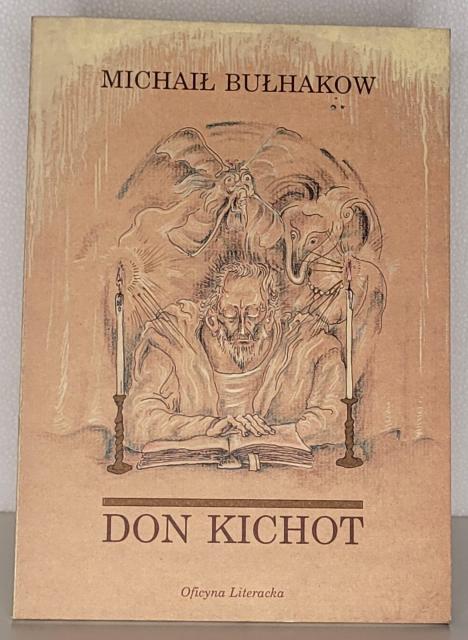 MICHAIŁ BUŁHAKOW
DON KICHOT
Oficyna Literacka